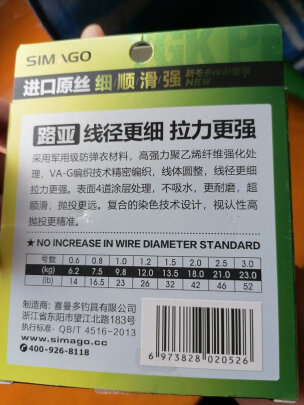 SIMAGO
进口原丝 细/顺/滑/强
NEW
路亚 线径更细 拉力更强
采用军用级防弹衣材料，高强力聚乙烯纤维强化处
理，VA-G编织技术精密编织，线体圆整，线径更细
拉力更强。表面4道涂层处理，不吸水，更耐磨，超
顺滑，抛投更远。复合的染色技术设计，视认性高
抛投更精准。
★ NO INCREASE IN WIRE DIAMETER STANDARD
号数 0.6 0.8 1.0 1.2 1.5 2.0 2.5 3.0
(kg) 6.2 7.5 9.8 12.0 13.5 18.0 21.0 23.0
(lb) 14 16.5 23 26 32 42 46 52
制造商：喜曼多钓具有限公司
浙江省东阳市望江北路183号
执行标准：QB/T 4516-2013
www.simago.cc
400-926-8118
6 973828 020526